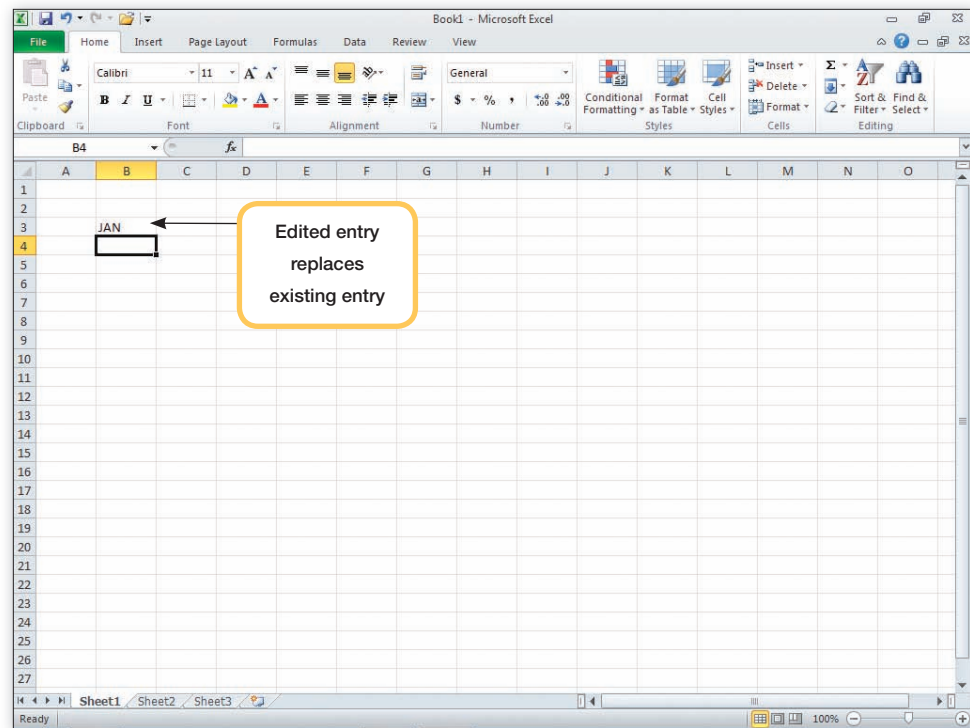 Book1 - Microsoft Excel
File Home Insert Page Layout Formulas Data Review View
Calibri 11 A A General Insert Σ
Paste Delete
B I U A $ % , .0 .00 .00 .0 Conditional Format Cell Format Sort & Find &
Formatting as Table Styles Filter Select
Clipboard Font Alignment Number Styles Cells Editing
B4 fx
A B C D E F G H I J K L M N O
1
2
3 JAN
4
5
6
7
8
9
10
11
12
13
14
15
16
17
18
19
20
21
22
23
24
25
26
27
Edited entry
replaces
existing entry
Sheet1 Sheet2 Sheet3
Ready 100%